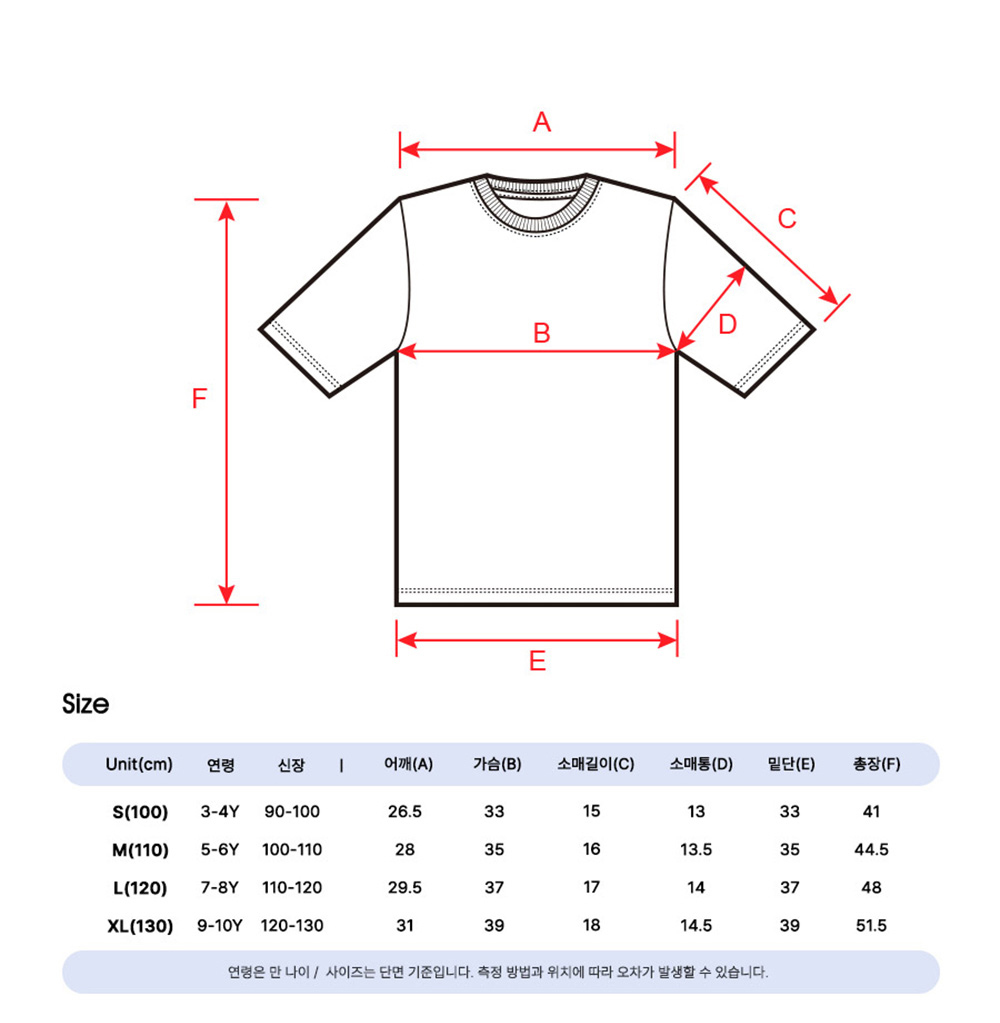 A
C
D
B
F
E
Size
Unit(cm) 연령 신장 | 어깨(A) 가슴(B) 소매길이(C) 소매통(D) 밑단(E) 총장(F)
S(100) 3-4Y 90-100 26.5 33 15 13 33 41
M(110) 5-6Y 100-110 28 35 16 13.5 35 44.5
L(120) 7-8Y 110-120 29.5 37 17 14 37 48
XL(130) 9-10Y 120-130 31 39 18 14.5 39 51.5
연령은 만 나이 / 사이즈는 단면 기준입니다. 측정 방법과 위치에 따라 오차가 발생할 수 있습니다.